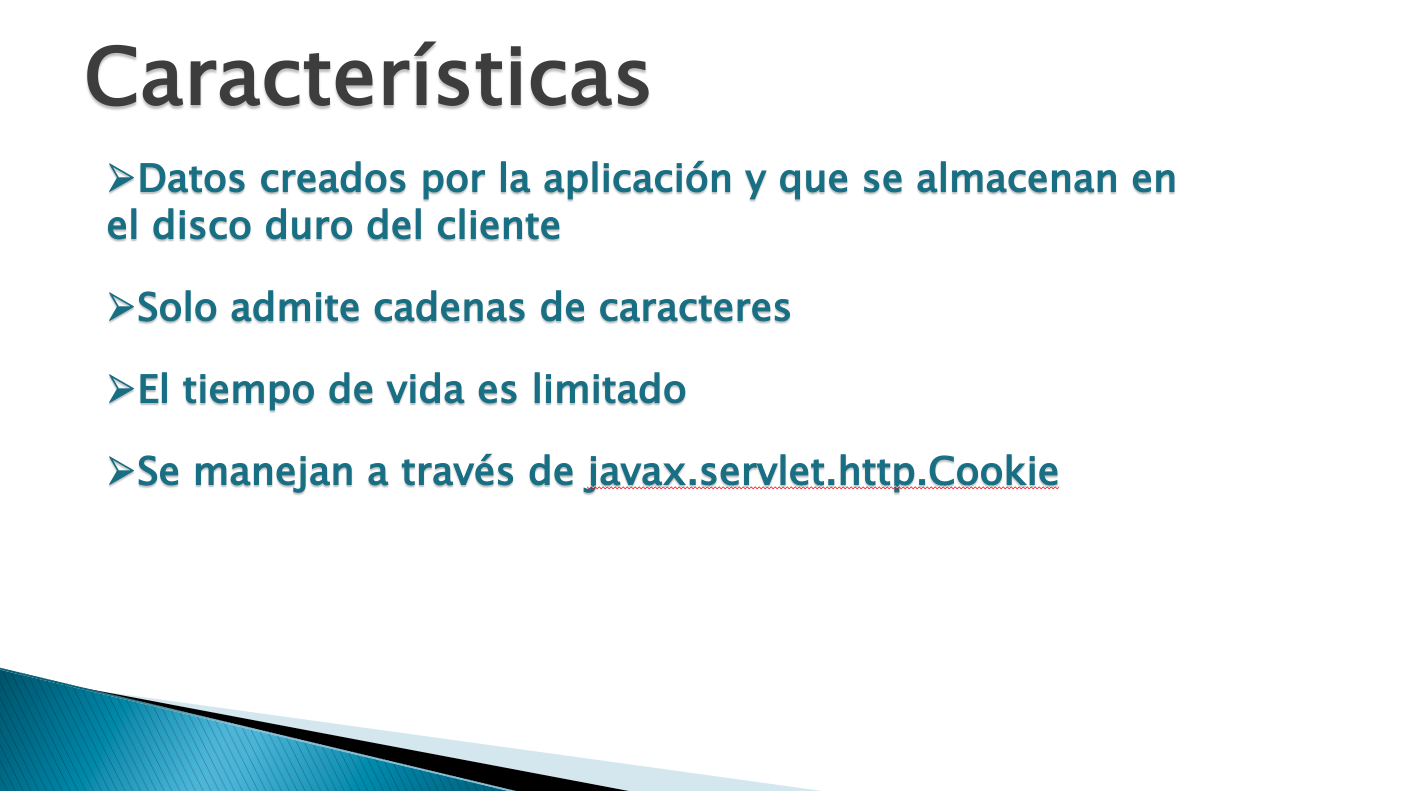 Características
➢Datos creados por la aplicación y que se almacenan en
el disco duro del cliente
➢Solo admite cadenas de caracteres
➢El tiempo de vida es limitado
➢Se manejan a través de javax.servlet.http.Cookie